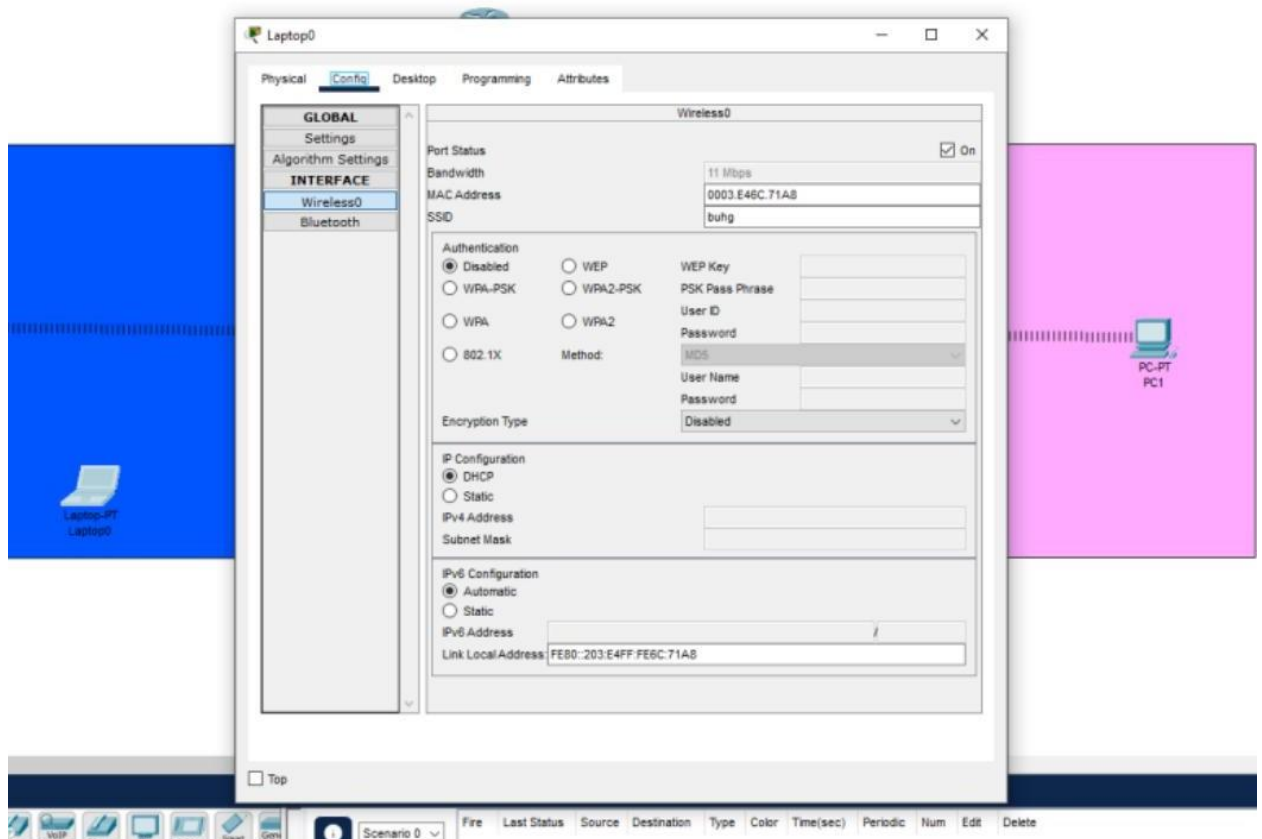 Laptop0
Physical Config Desktop Programming Attributes
GLOBAL
Settings
Algorithm Settings
INTERFACE
Wireless0
Bluetooth
Wireless0
Port Status On
Bandwidth 11 Mbps
MAC Address 0003.E46C.71A8
SSID buhg
Authentication
Disabled WEP WEP Key
WPA-PSK WPA2-PSK PSK Pass Phrase
User ID
WPA WPA2
Password
802.1X Method: MD5
User Name
Password
Encryption Type Disabled
IP Configuration
DHCP
Static
IPv4 Address
Subnet Mask
IPv6 Configuration
Automatic
Static
IPv6 Address /
Link Local Address: FE80::203:E4FF:FE6C:71A8
Top
Laptop-PT
Laptop0
PC-PT
PC1
VoIP
Scenario 0
Fire Last Status Source Destination Type Color Time(sec) Periodic Num Edit Delete